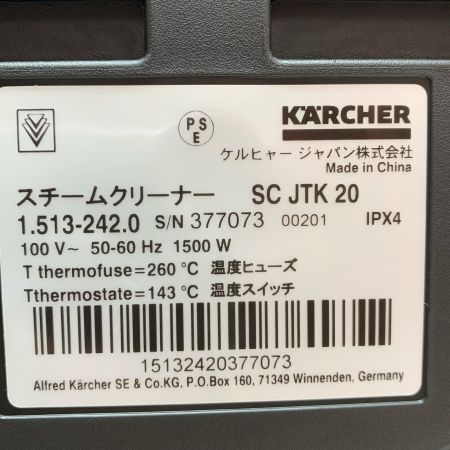 PS
E
KÄRCHER
ケルヒャー ジャパン株式会社
Made in China
スチームクリーナー SC JTK 20
1.513-242.0 S/N 377073 00201 IPX4
100 V~ 50-60 Hz 1500 W
T thermofuse=260 °C 温度ヒューズ
Tthermostate=143 °C 温度スイッチ
15132420377073
Alfred Kärcher SE & Co.KG, P.O.Box 160, 71349 Winnenden, Germany